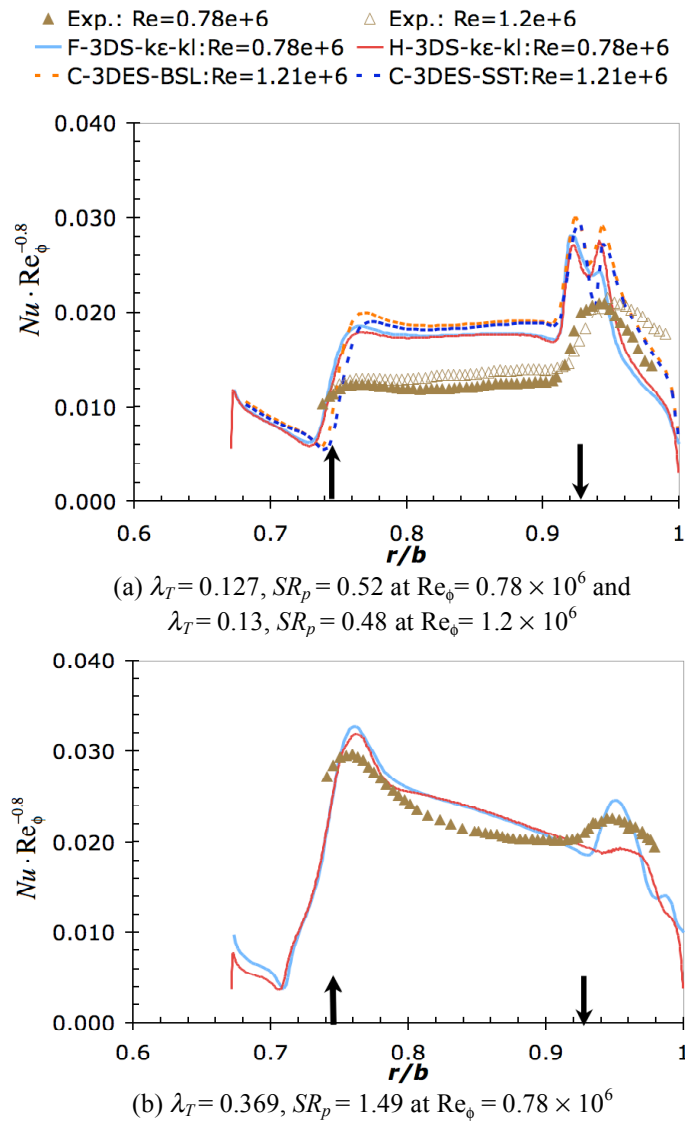 Exp.: Re=0.78e+6 Exp.: Re=1.2e+6
F-3DS-kε-kl:Re=0.78e+6 H-3DS-kε-kl:Re=0.78e+6
C-3DES-BSL:Re=1.21e+6 C-3DES-SST:Re=1.21e+6
0.040
0.030
0.020
0.010
0.000
Nu · Re_ϕ^−0.8
0.6 0.7 0.8 0.9 1
r/b
(a) λ_T = 0.127, SR_p = 0.52 at Re_ϕ= 0.78 × 10^6 and
λ_T = 0.13, SR_p = 0.48 at Re_ϕ= 1.2 × 10^6
0.040
0.030
0.020
0.010
0.000
Nu · Re_ϕ^−0.8
0.6 0.7 0.8 0.9 1
r/b
(b) λ_T = 0.369, SR_p = 1.49 at Re_ϕ = 0.78 × 10^6